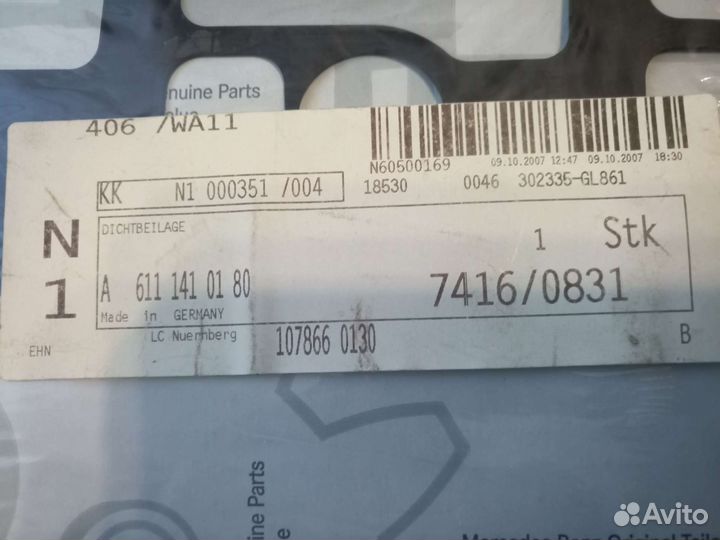 nuine Parts
406 /WA11
N60500169 09.10.2007 12:47 09.10.2007 18:30
KK N1 000351 /004 18530 0046 302335-GL861
N
1
DICHTBEILAGE
1 Stk
A 611 141 01 80 7416/0831
Made in GERMANY
LC Nuernberg 107866 0130
EHN
B
ine Parts
e
Avito